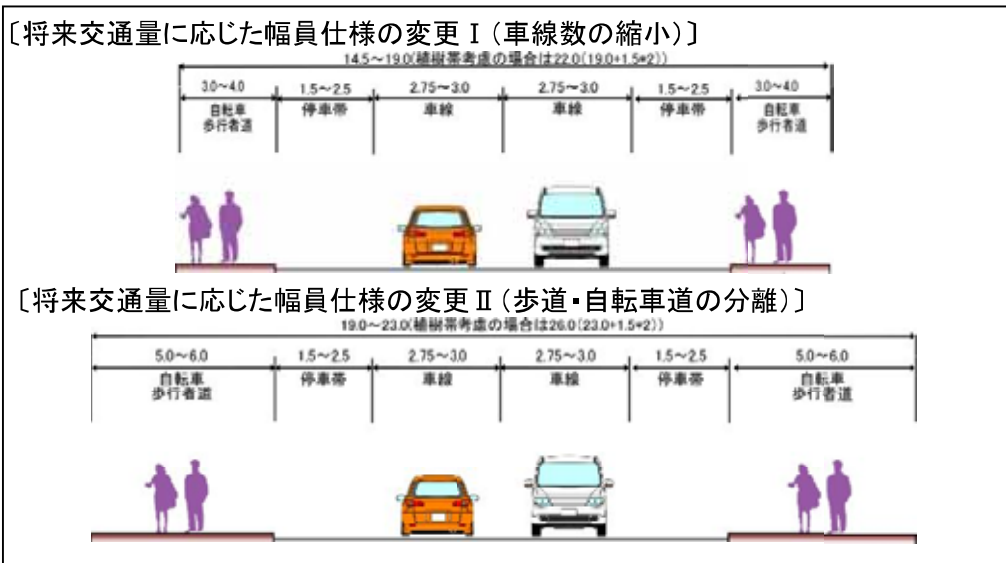 〔将来交通量に応じた幅員仕様の変更Ⅰ(車線数の縮小)〕
14.5~19.0(植樹帯考慮の場合は22.0(19.0+1.5*2))
3.0~4.0 1.5~2.5 2.75~3.0 2.75~3.0 1.5~2.5 3.0~4.0
自転車 停車帯 車線 車線 停車帯 自転車
歩行者道 歩行者道
〔将来交通量に応じた幅員仕様の変更Ⅱ(歩道・自転車道の分離)〕
19.0~23.0(植樹帯考慮の場合は26.0(23.0+1.5*2))
5.0~6.0 1.5~2.5 2.75~3.0 2.75~3.0 1.5~2.5 5.0~6.0
自転車 停車帯 車線 車線 停車帯 自転車
歩行者道 歩行者道